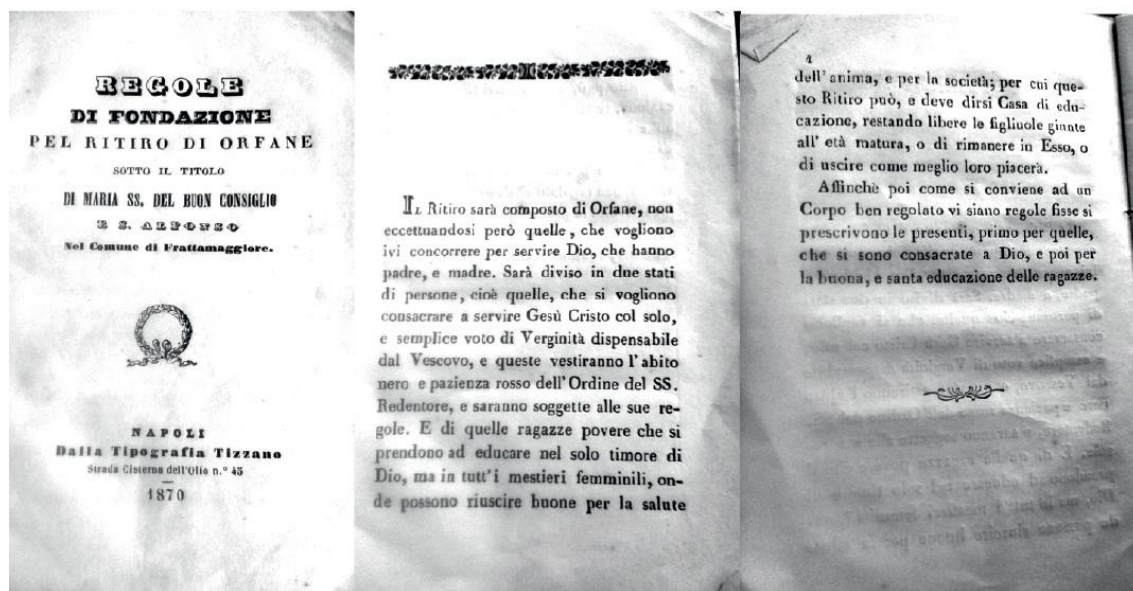 REGOLE
DI FONDAZIONE
PEL RITIRO DI ORFANE
SOTTO IL TITOLO
DI MARIA SS. DEL BUON CONSIGLIO
E S. ALFONSO
Nel Comune di Frattamaggiore.
NAPOLI
Dalla Tipografia Tizzano
Strada Cisterna dell'Olio n.° 45
1870
IL Ritiro sarà composto di Orfane, non
eccettuandosi però quelle, che vogliono
ivi concorrere per servire Dio, che hanno
padre, e madre. Sarà diviso in due stati
di persone, cioè quelle, che si vogliono
consacrare a servire Gesù Cristo col solo,
e semplice voto di Verginità dispensabile
dal Vescovo, e queste vestiranno l'abito
nero e pazienza rosso dell'Ordine del SS.
Redentore, e saranno soggette alle sue re-
gole. E di quelle ragazze povere che si
prendono ad educare nel solo timore di
Dio, ma in tutt'i mestieri femminili, on-
de possono riuscire buone per la salute
4
dell'anima, e per la società; per cui que-
sto Ritiro può, e deve dirsi Casa di edu-
cazione, restando libere le figliuole giunte
all'età matura, o di rimanere in Esso, o
di uscire come meglio loro piacerà.
Affinchè poi come si conviene ad un
Corpo ben regolato vi siano regole fisse si
prescrivono le presenti, primo per quelle,
che si sono consacrate a Dio, e poi per
la buona, e santa educazione delle ragazze.